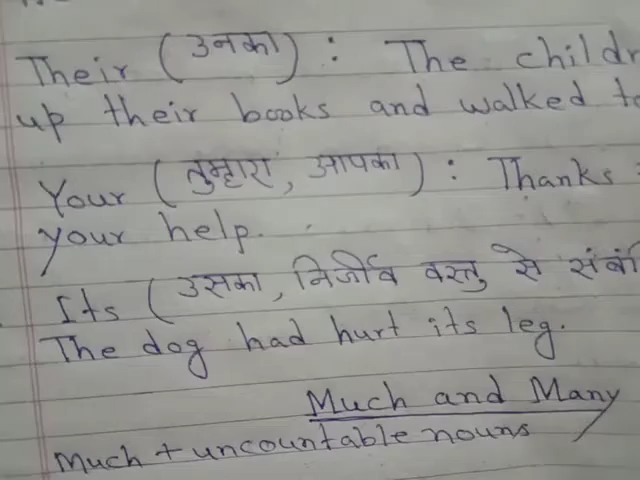 Their (उनका) : The childr
up their books and walked to
Your (तुम्हारा, आपका) : Thanks
your help.
Its (उसका, निर्जीव वस्तु से संबं
The dog had hurt its leg.
Much and Many
Much + uncountable nouns